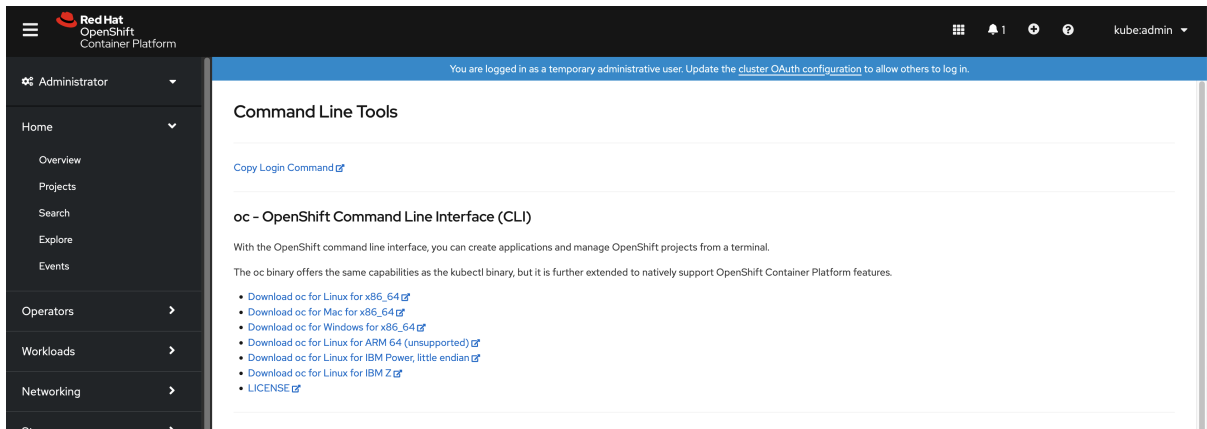 Red Hat
OpenShift
Container Platform
1
kube:admin
Administrator
You are logged in as a temporary administrative user. Update the cluster OAuth configuration to allow others to log in.
Home
Overview
Projects
Search
Explore
Events
Operators
Workloads
Networking
Command Line Tools
Copy Login Command
oc - OpenShift Command Line Interface (CLI)
With the OpenShift command line interface, you can create applications and manage OpenShift projects from a terminal.
The oc binary offers the same capabilities as the kubectl binary, but it is further extended to natively support OpenShift Container Platform features.
Download oc for Linux for x86_64
Download oc for Mac for x86_64
Download oc for Windows for x86_64
Download oc for Linux for ARM 64 (unsupported)
Download oc for Linux for IBM Power, little endian
Download oc for Linux for IBM Z
LICENSE